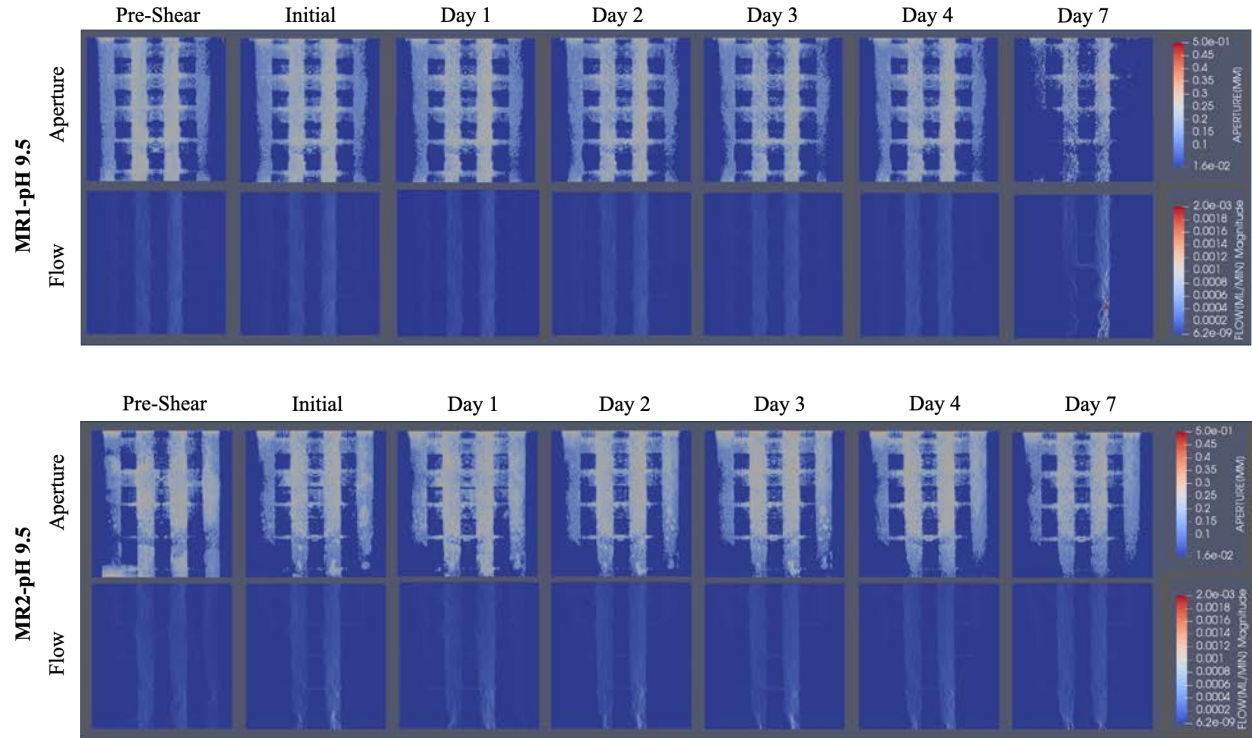 Pre-Shear Initial Day 1 Day 2 Day 3 Day 4 Day 7
MR1-pH 9.5
Aperture
5.0e-01
0.45
0.4
0.35
0.3
0.25
0.2
0.15
0.1
1.6e-02
APERTURE(MM)
Flow
2.0e-03
0.0018
0.0016
0.0014
0.0012
0.001
0.0008
0.0006
0.0004
0.0002
6.2e-09
FLOW(ML/MIN) Magnitude
Pre-Shear Initial Day 1 Day 2 Day 3 Day 4 Day 7
MR2-pH 9.5
Aperture
5.0e-01
0.45
0.4
0.35
0.3
0.25
0.2
0.15
0.1
1.6e-02
APERTURE(MM)
Flow
2.0e-03
0.0018
0.0016
0.0014
0.0012
0.001
0.0008
0.0006
0.0004
0.0002
6.2e-09
FLOW(ML/MIN) Magnitude